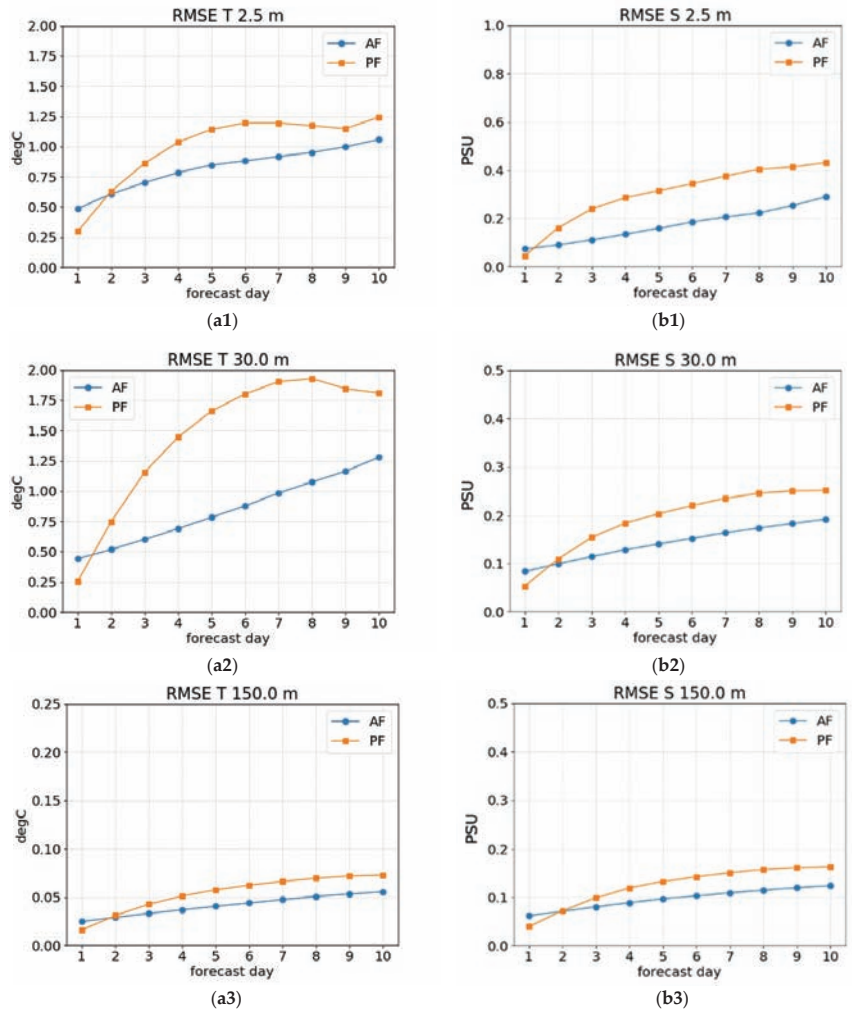 RMSE T 2.5 m
2.00
1.75
1.50
1.25
1.00
0.75
0.50
0.25
0.00
degC
AF
PF
1 2 3 4 5 6 7 8 9 10
forecast day
(a1)
RMSE S 2.5 m
1.0
0.8
0.6
0.4
0.2
0.0
PSU
AF
PF
1 2 3 4 5 6 7 8 9 10
forecast day
(b1)
RMSE T 30.0 m
2.00
1.75
1.50
1.25
1.00
0.75
0.50
0.25
0.00
degC
AF
PF
1 2 3 4 5 6 7 8 9 10
forecast day
(a2)
RMSE S 30.0 m
0.5
0.4
0.3
0.2
0.1
0.0
PSU
AF
PF
1 2 3 4 5 6 7 8 9 10
forecast day
(b2)
RMSE T 150.0 m
0.25
0.20
0.15
0.10
0.05
0.00
degC
AF
PF
1 2 3 4 5 6 7 8 9 10
forecast day
(a3)
RMSE S 150.0 m
0.5
0.4
0.3
0.2
0.1
0.0
PSU
AF
PF
1 2 3 4 5 6 7 8 9 10
forecast day
(b3)